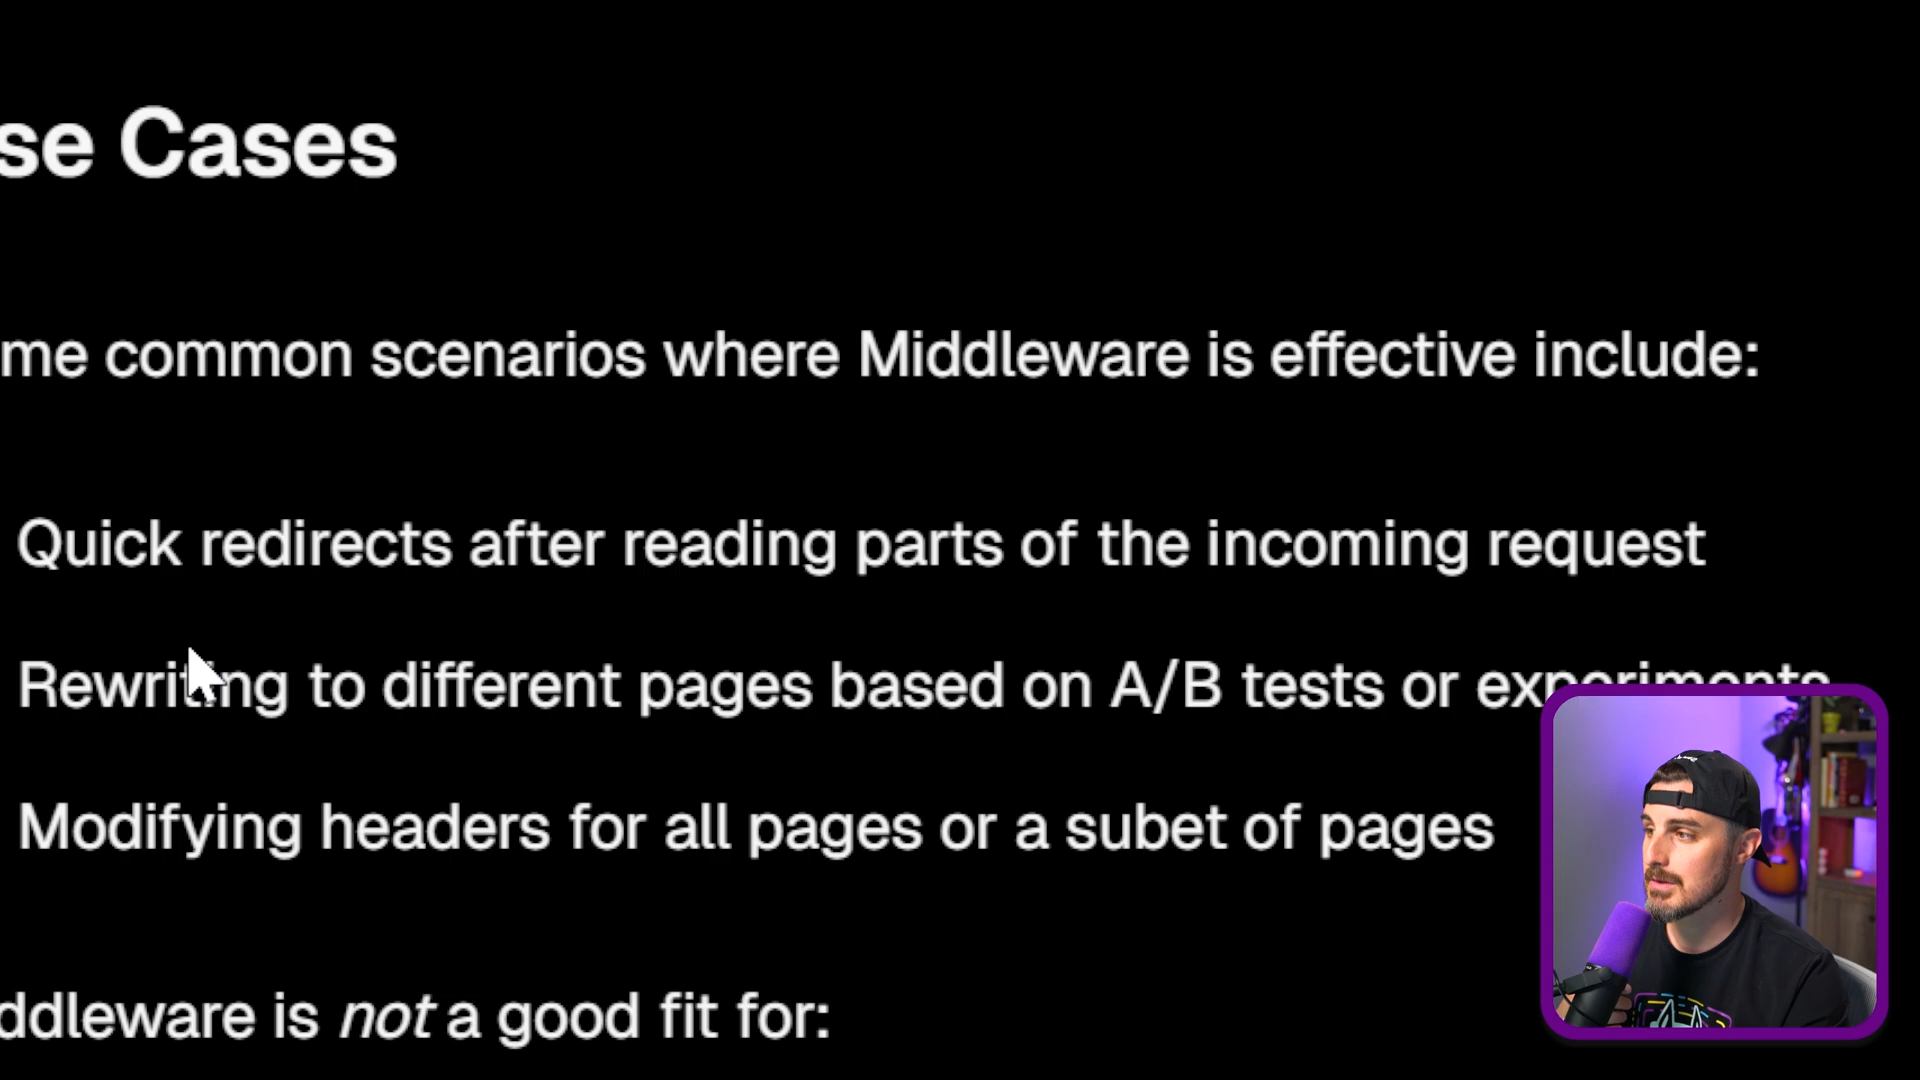 se Cases
me common scenarios where Middleware is effective include:
Quick redirects after reading parts of the incoming request
Rewriting to different pages based on A/B tests or experiments
Modifying headers for all pages or a subet of pages
ddleware is not a good fit for: